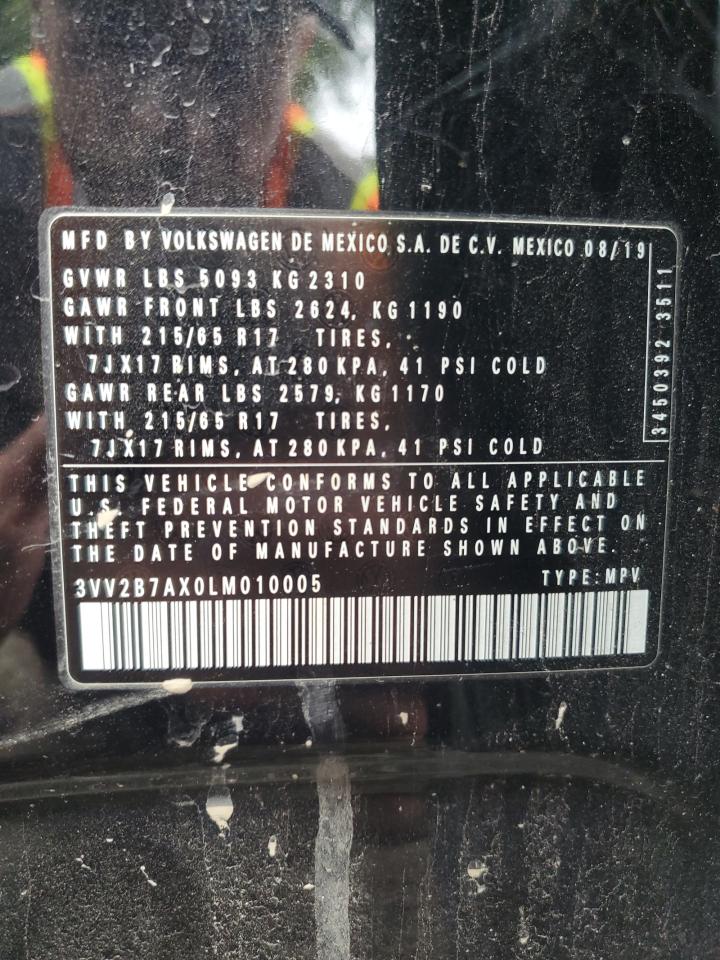 MFD BY VOLKSWAGEN DE MEXICO S.A. DE C.V. MEXICO 08/19
GVWR LBS 5093 KG 2310
GAWR FRONT LBS 2624, KG 1190
WITH 215/65 R17 TIRES,
7JX17 RIMS, AT 280 KPA, 41 PSI COLD
GAWR REAR LBS 2579, KG 1170
WITH 215/65 R17 TIRES,
7JX17 RIMS, AT 280 KPA, 41 PSI COLD
3450392 3511
THIS VEHICLE CONFORMS TO ALL APPLICABLE
U.S. FEDERAL MOTOR VEHICLE SAFETY AND
THEFT PREVENTION STANDARDS IN EFFECT ON
THE DATE OF MANUFACTURE SHOWN ABOVE.
3VV2B7AX0LM010005 TYPE: MPV